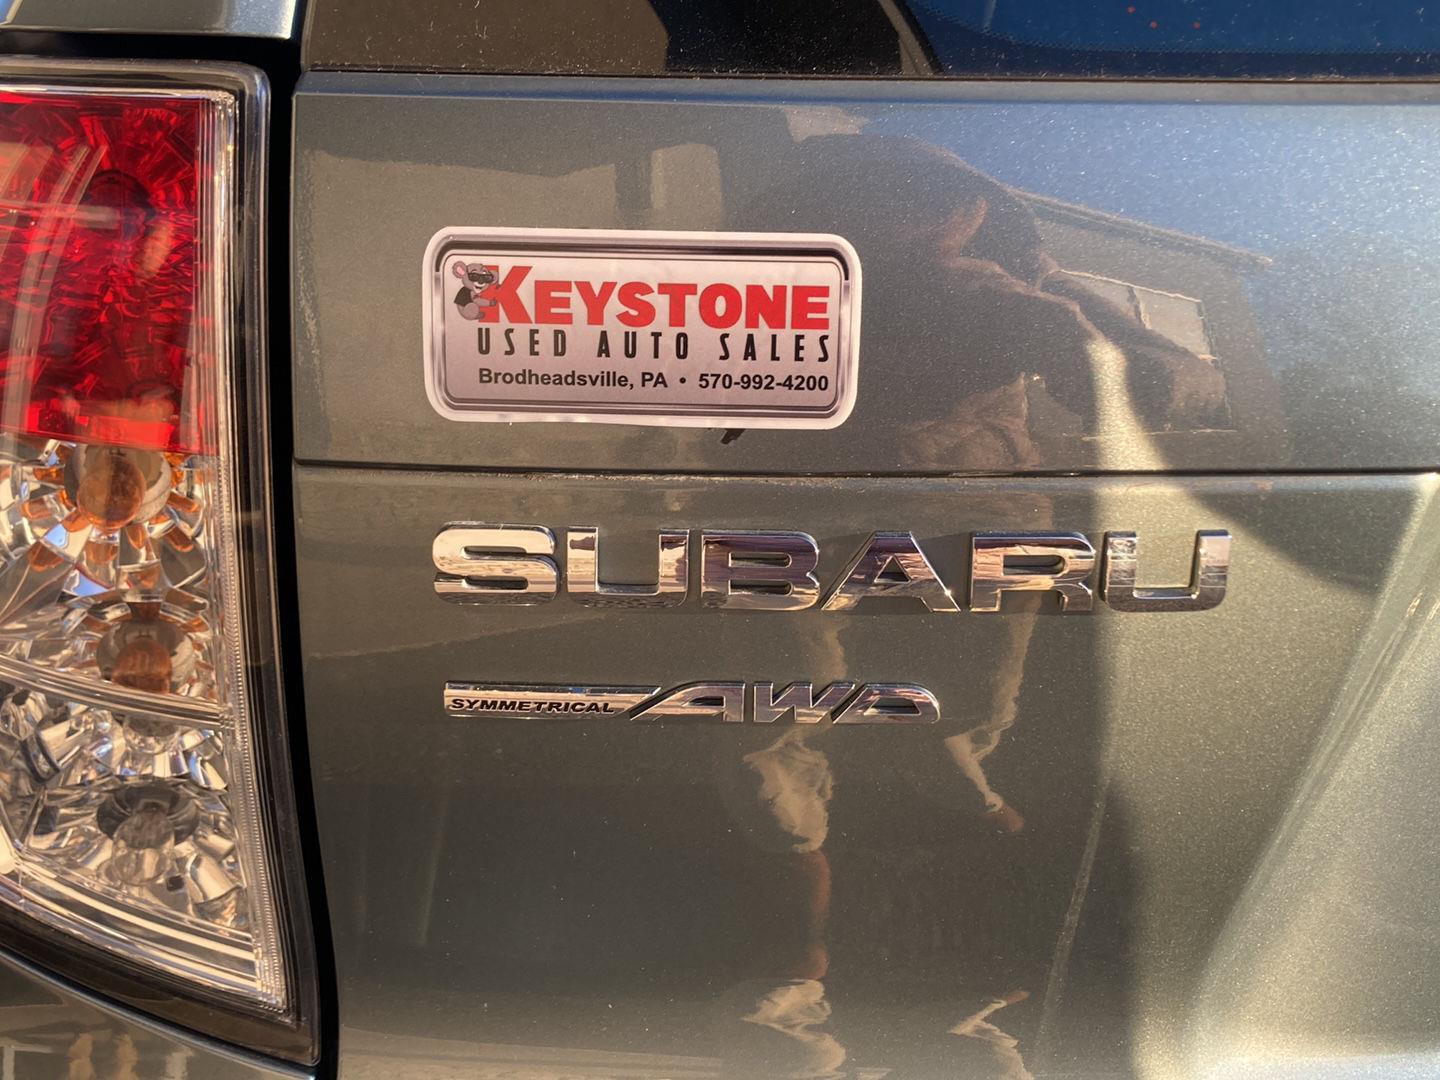 KEYSTONE
USED AUTO SALES
Brodheadsville, PA • 570-992-4200
SUBARU
SYMMETRICAL AWD